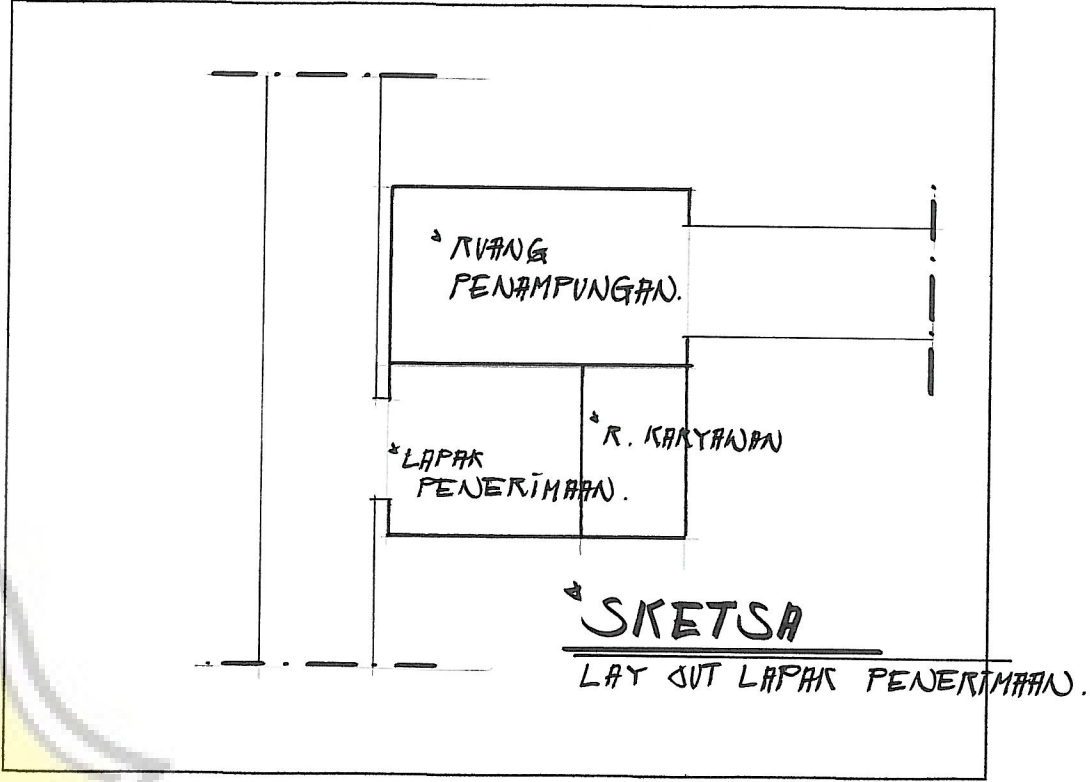 RUANG
PENAMPUNGAN.
LAPAK
PENERIMAAN.
R. KARYAWAN
SKETSA
LAY OUT LAPAK PENERIMAAN.